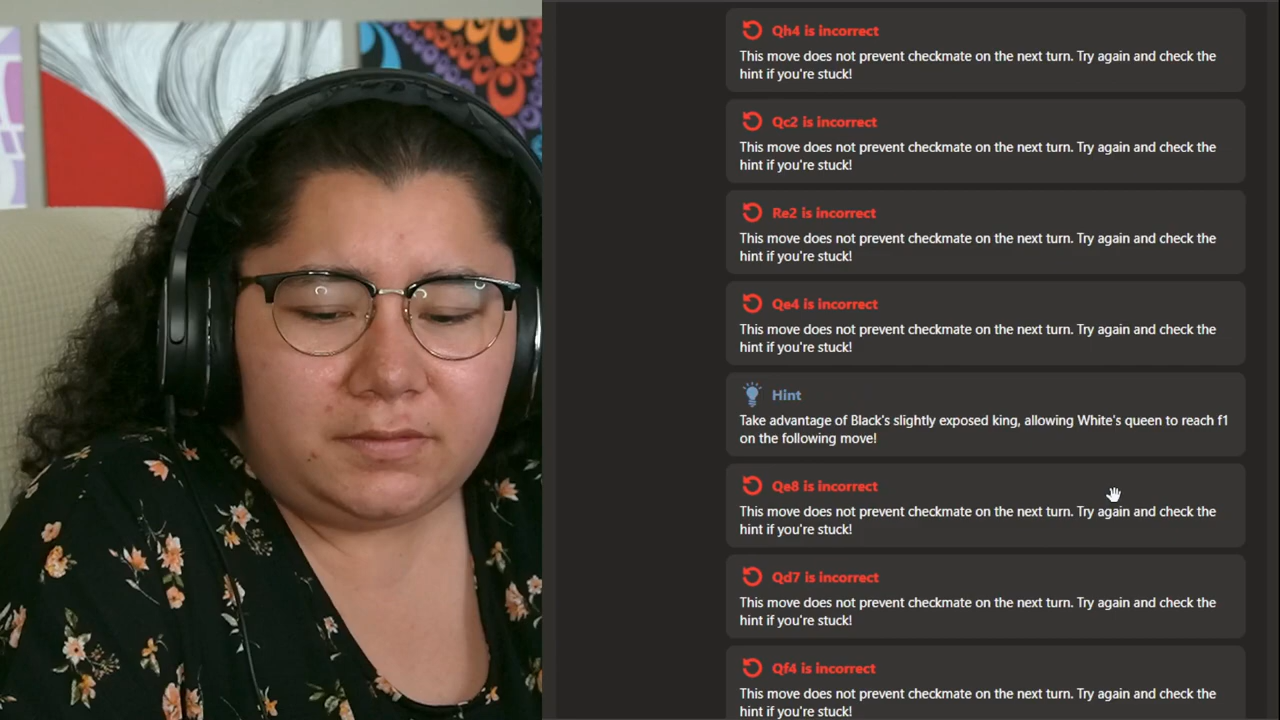 Qh4 is incorrect
This move does not prevent checkmate on the next turn. Try again and check the
hint if you're stuck!
Qc2 is incorrect
This move does not prevent checkmate on the next turn. Try again and check the
hint if you're stuck!
Re2 is incorrect
This move does not prevent checkmate on the next turn. Try again and check the
hint if you're stuck!
Qe4 is incorrect
This move does not prevent checkmate on the next turn. Try again and check the
hint if you're stuck!
Hint
Take advantage of Black's slightly exposed king, allowing White's queen to reach f1
on the following move!
Qe8 is incorrect
This move does not prevent checkmate on the next turn. Try again and check the
hint if you're stuck!
Qd7 is incorrect
This move does not prevent checkmate on the next turn. Try again and check the
hint if you're stuck!
Qf4 is incorrect
This move does not prevent checkmate on the next turn. Try again and check the
hint if you're stuck!